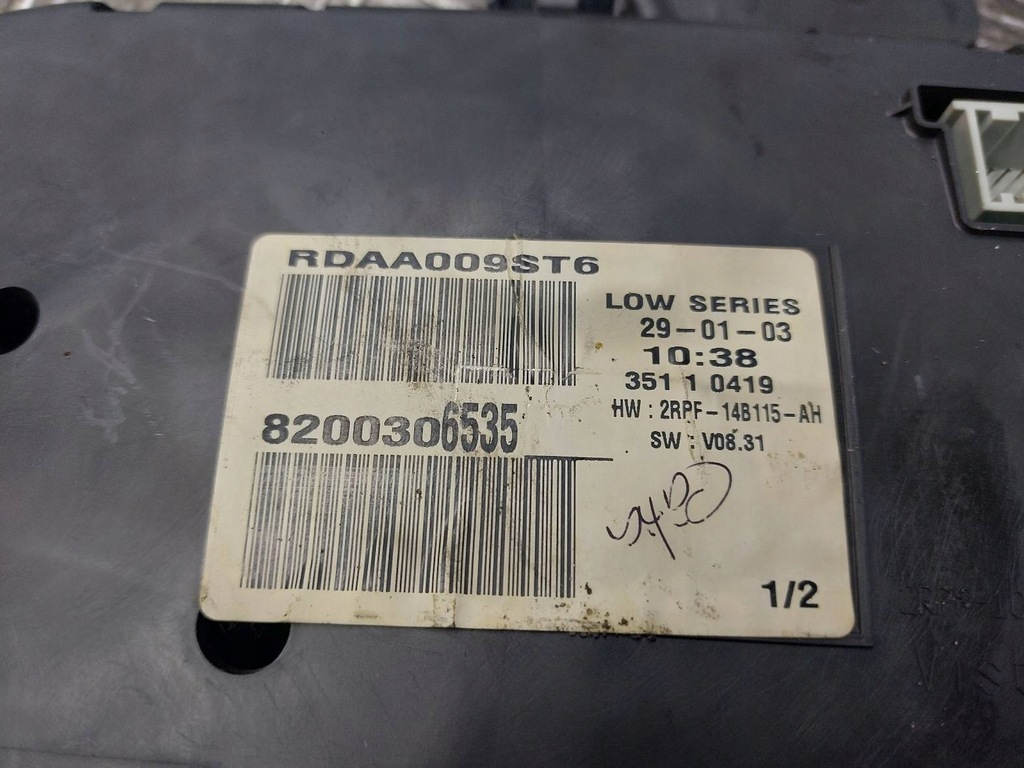 RDAA009ST6
LOW SERIES
29-01-03
10:38
351 1 0419
HW : 2RPF-14B115-AH
SW : V08.31
8200306535
1/2